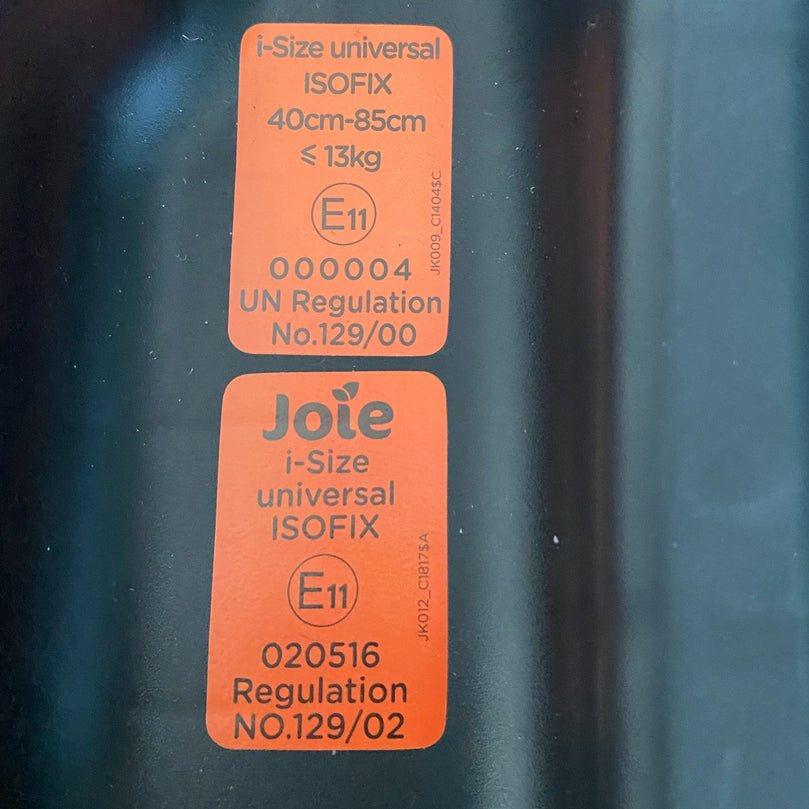 i-Size universal
ISOFIX
40cm-85cm
≤ 13kg
E11
000004
UN Regulation
No.129/00
JK009_C1404$C
Joie
i-Size
universal
ISOFIX
E11
020516
Regulation
NO.129/02
JK012_C1817$A